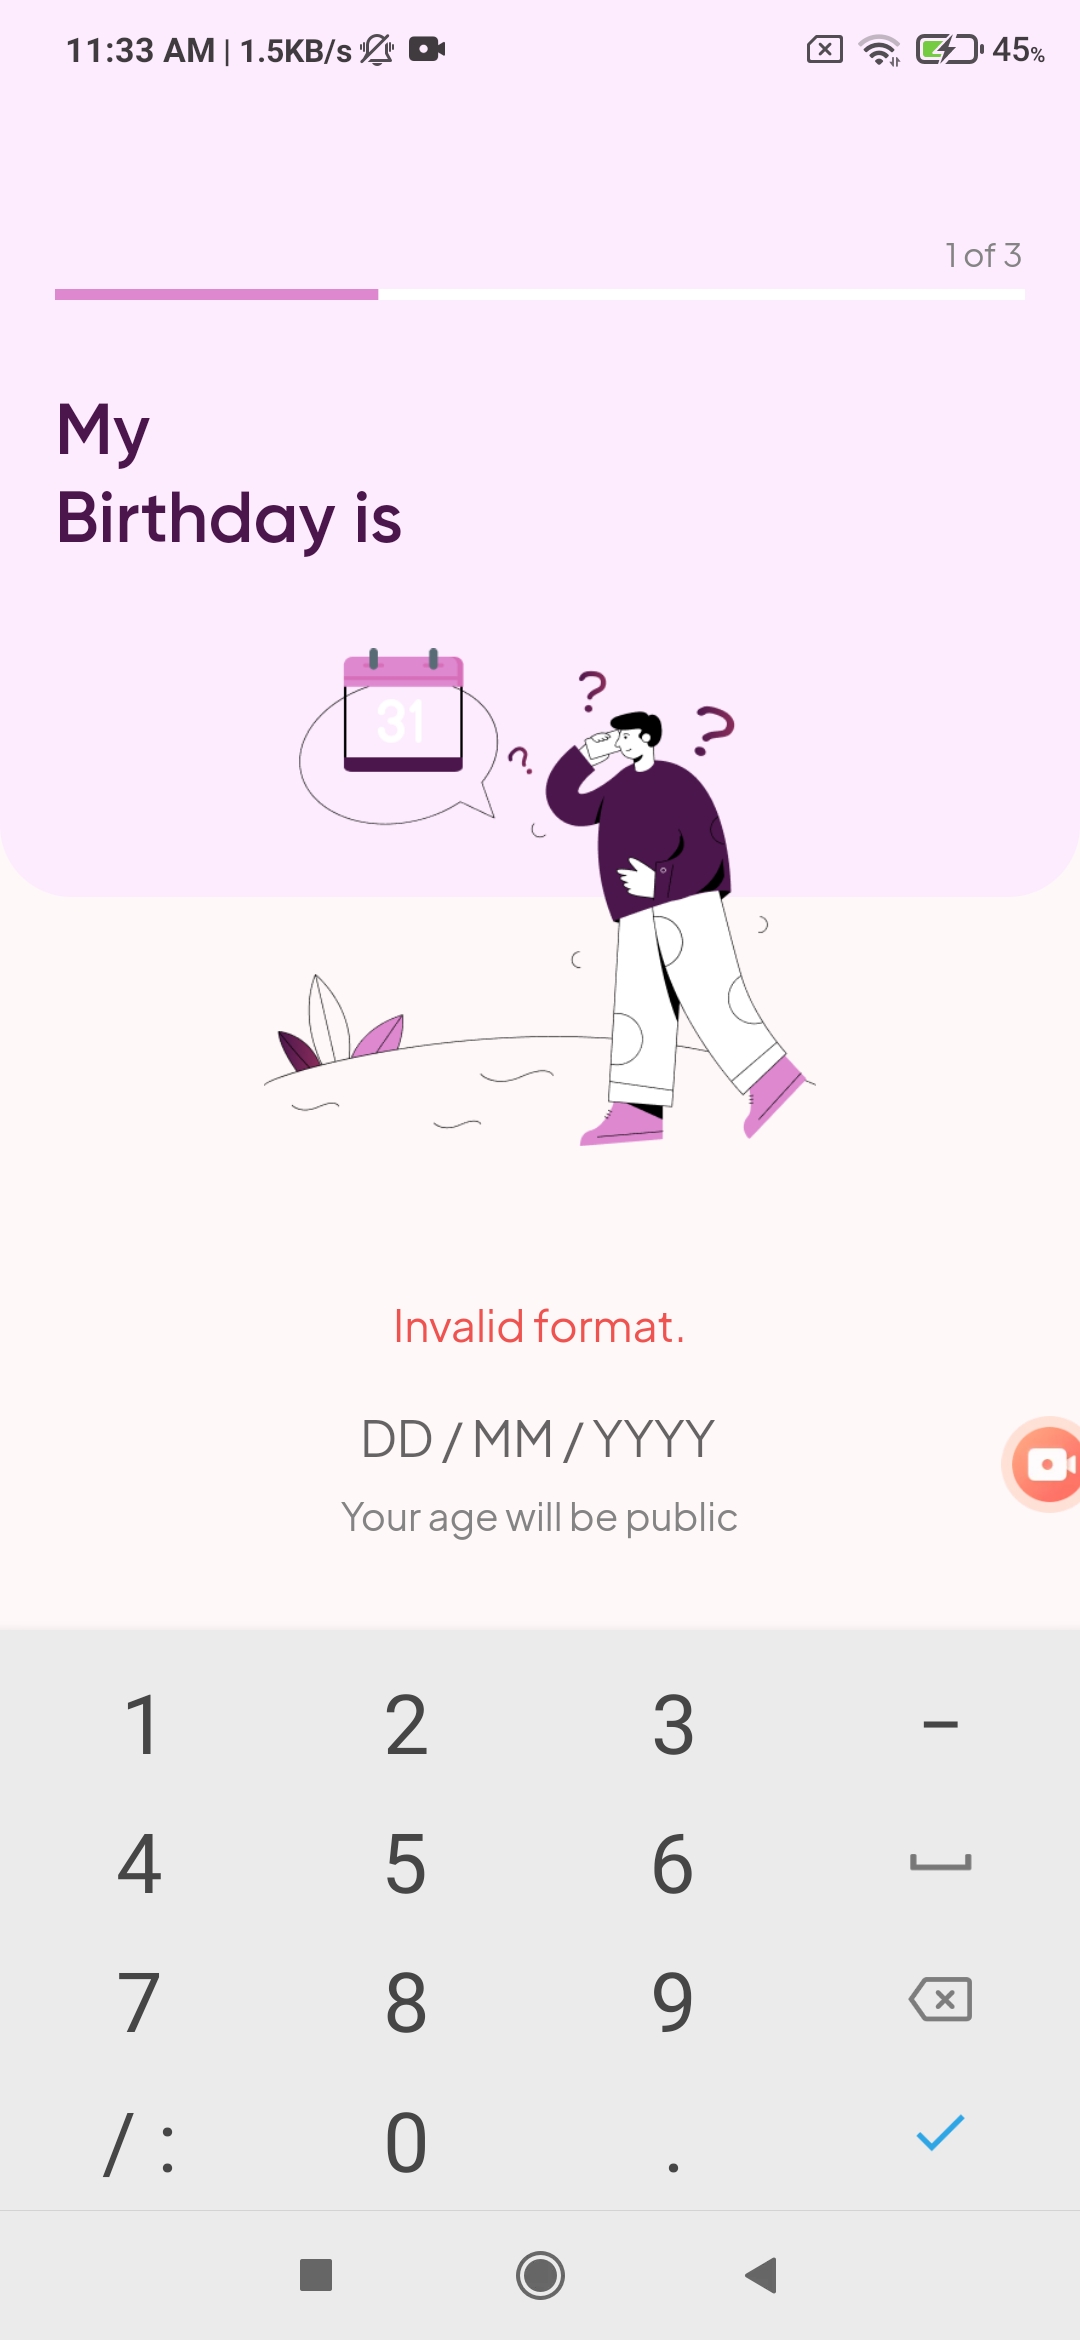 11:33 AM | 1.5KB/s
45%
1 of 3
My
Birthday is
31
? ? ?
Invalid format.
DD / MM / YYYY
Your age will be public
1 2 3 –
4 5 6
7 8 9
/ : 0 .